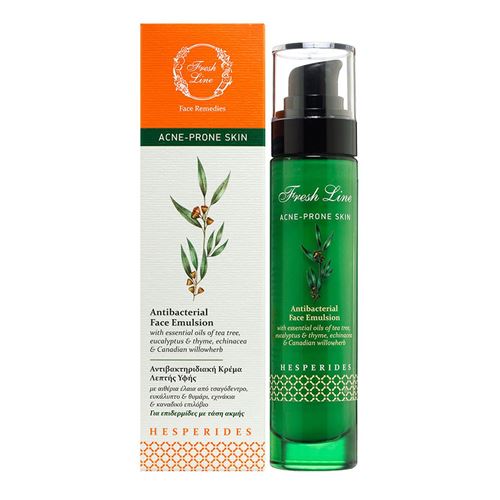 Fresh
Line
Face Remedies
ACNE-PRONE SKIN
Antibacterial
Face Emulsion
with essential oils of tea tree,
eucalyptus & thyme, echinacea
& Canadian willowherb
Αντιβακτηριδιακή Κρέμα
Λεπτής Υφής
με αιθέρια έλαια από τσαγόδεντρο,
ευκάλυπτο & θυμάρι, εχινάκια
& καναδικό επιλόβιο
Για επιδερμίδες με τάση ακμής
HESPERIDES
Fresh Line
ACNE-PRONE SKIN
Antibacterial
Face Emulsion
with essential oils of tea tree,
eucalyptus & thyme, echinacea
& Canadian willowherb
HESPERIDES